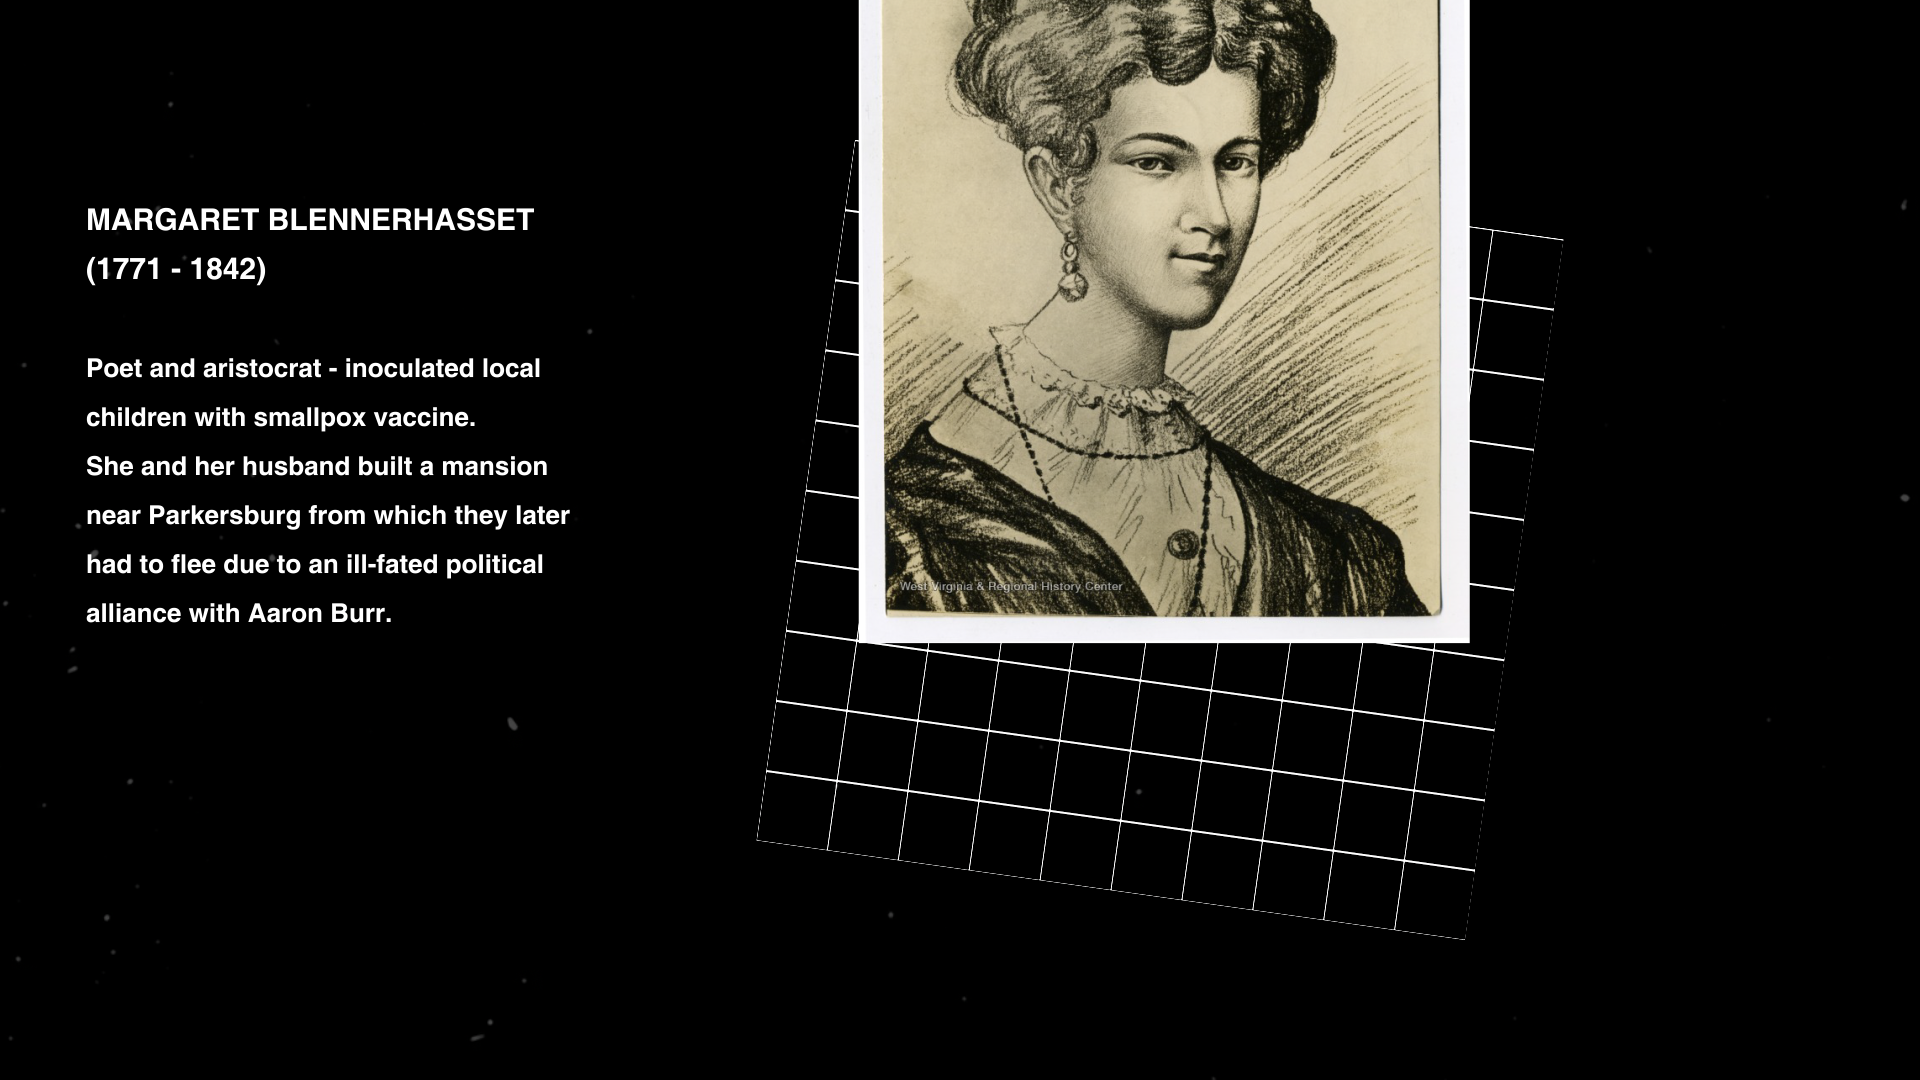 MARGARET BLENNERHASSET
(1771 - 1842)
Poet and aristocrat - inoculated local
children with smallpox vaccine.
She and her husband built a mansion
near Parkersburg from which they later
had to flee due to an ill-fated political
alliance with Aaron Burr.
West Virginia & Regional History Center